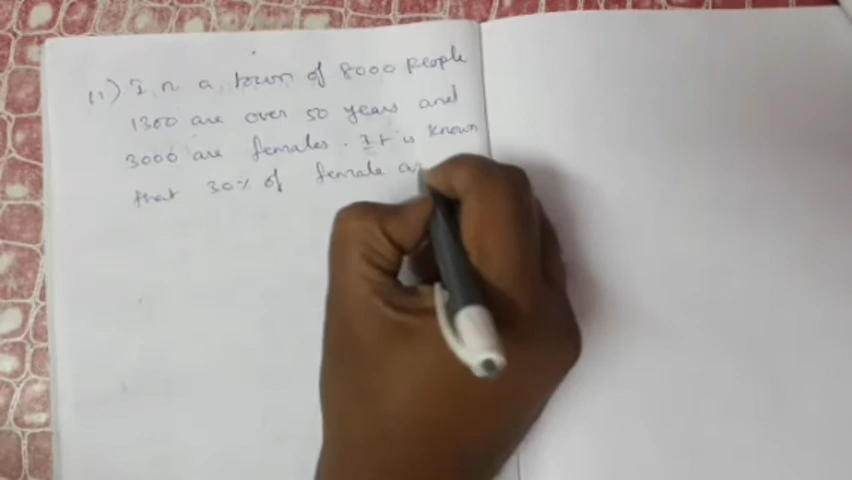 11) In a town of 8000 people
1300 are over 50 years and
3000 are females. It is known
that 30% of female a